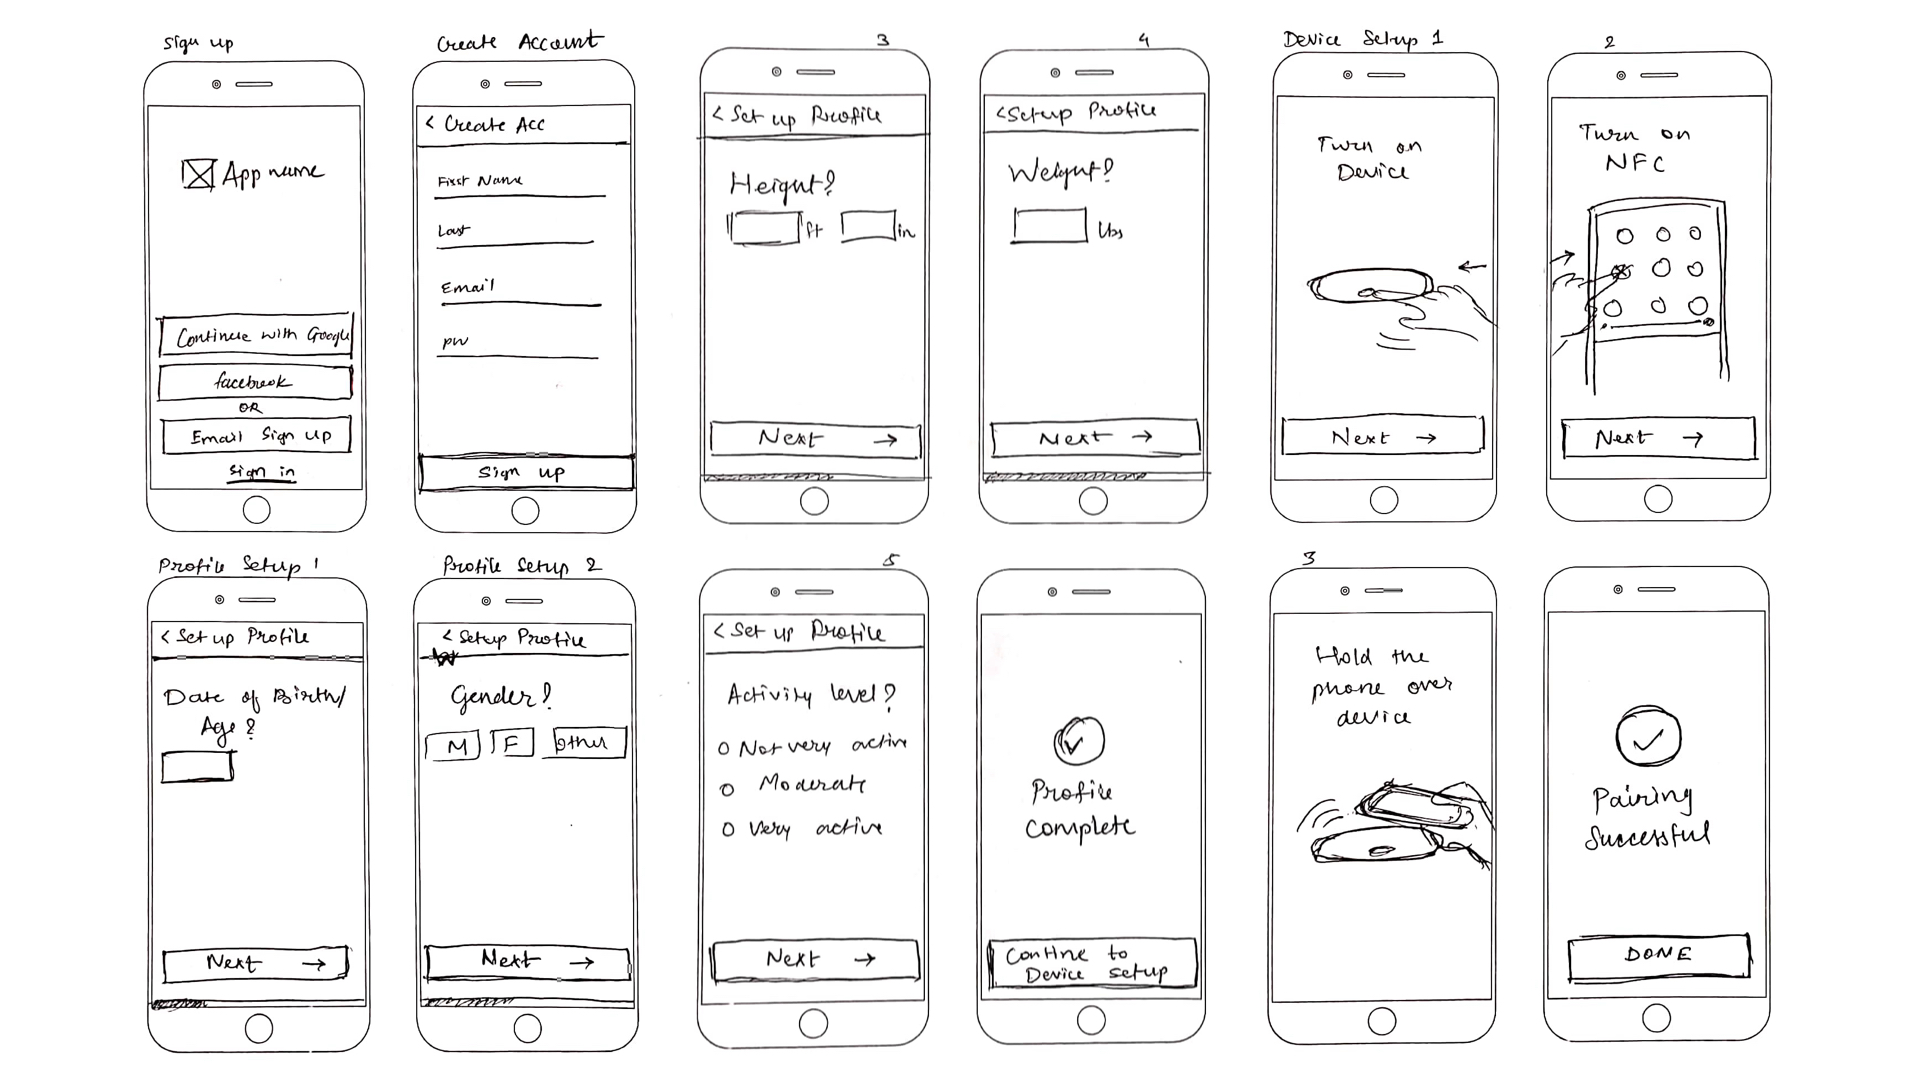 Sign up
App name
Continue with Google
facebook
OR
Email Sign up
Sign in
Create Account
< Create Acc
First Name
Last
Email
pw
Sign up
Profile Setup 1
< Set up Profile
Date of Birth/
Age?
Next →
Profile Setup 2
< Setup Profile
Gender?
M F Other
Next →
3
< Set up Profile
Height?
ft in
Next →
4
< Setup Profile
Weight?
lbs
Next →
5
< Set up Profile
Activity level?
Not very active
Moderate
Very active
Next →
Profile
Complete
Contine to
Device setup
Device Setup 1
Turn on
Device
Next →
2
Turn on
NFC
Next →
3
Hold the
phone over
device
Pairing
Successful
DONE